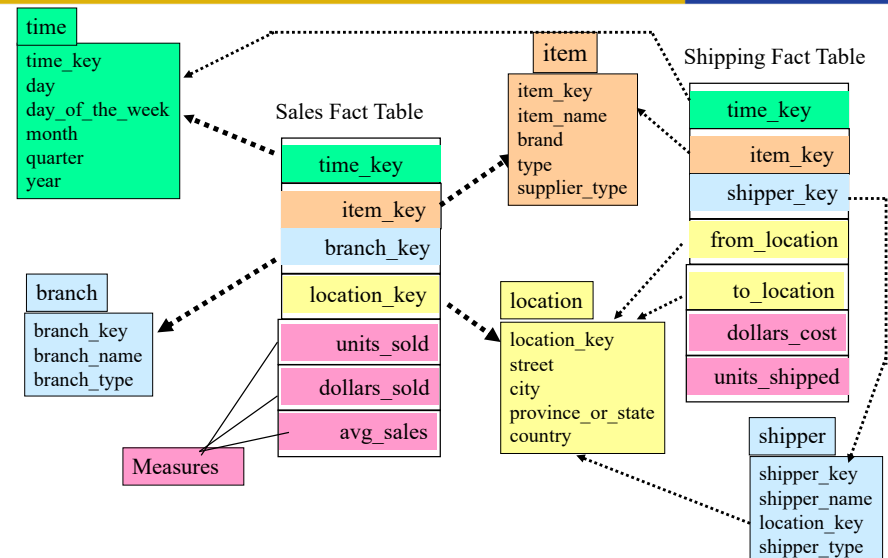 time
time_key
day
day_of_the_week
month
quarter
year
Sales Fact Table
time_key
item_key
branch_key
location_key
units_sold
dollars_sold
avg_sales
Measures
branch
branch_key
branch_name
branch_type
item
item_key
item_name
brand
type
supplier_type
location
location_key
street
city
province_or_state
country
Shipping Fact Table
time_key
item_key
shipper_key
from_location
to_location
dollars_cost
units_shipped
shipper
shipper_key
shipper_name
location_key
shipper_type